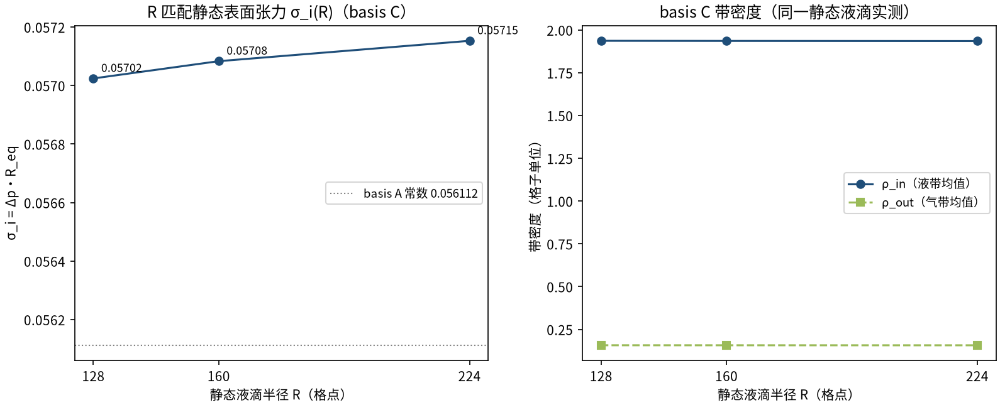 R 匹配静态表面张力 σ_i(R)（basis C）
0.0572
0.0570
0.0568
0.0566
0.0564
0.0562
σ_i = Δp·R_eq
0.05702
0.05708
0.05715
basis A 常数 0.056112
128
160
224
静态液滴半径 R（格点）
basis C 带密度（同一静态液滴实测）
2.00
1.75
1.50
1.25
1.00
0.75
0.50
0.25
带密度（格子单位）
ρ_in（液带均值）
ρ_out（气带均值）
128
160
224
静态液滴半径 R（格点）